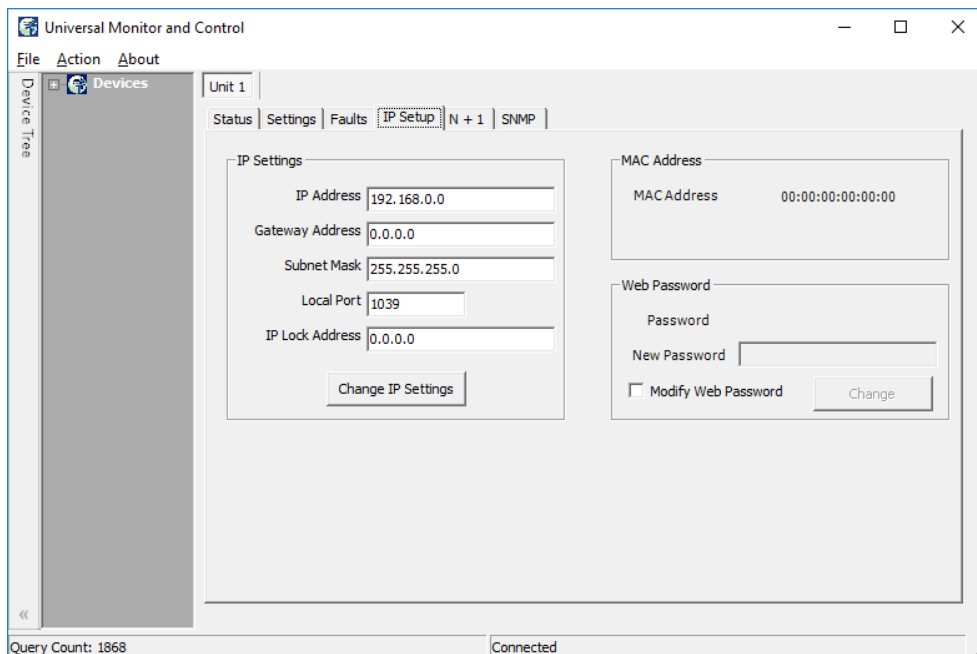 Universal Monitor and Control
File Action About
Device Tree
Devices
Unit 1
Status Settings Faults IP Setup N + 1 SNMP
IP Settings
IP Address 192.168.0.0
Gateway Address 0.0.0.0
Subnet Mask 255.255.255.0
Local Port 1039
IP Lock Address 0.0.0.0
Change IP Settings
MAC Address
MAC Address 00:00:00:00:00:00
Web Password
Password
New Password
Modify Web Password Change
Query Count: 1868 Connected